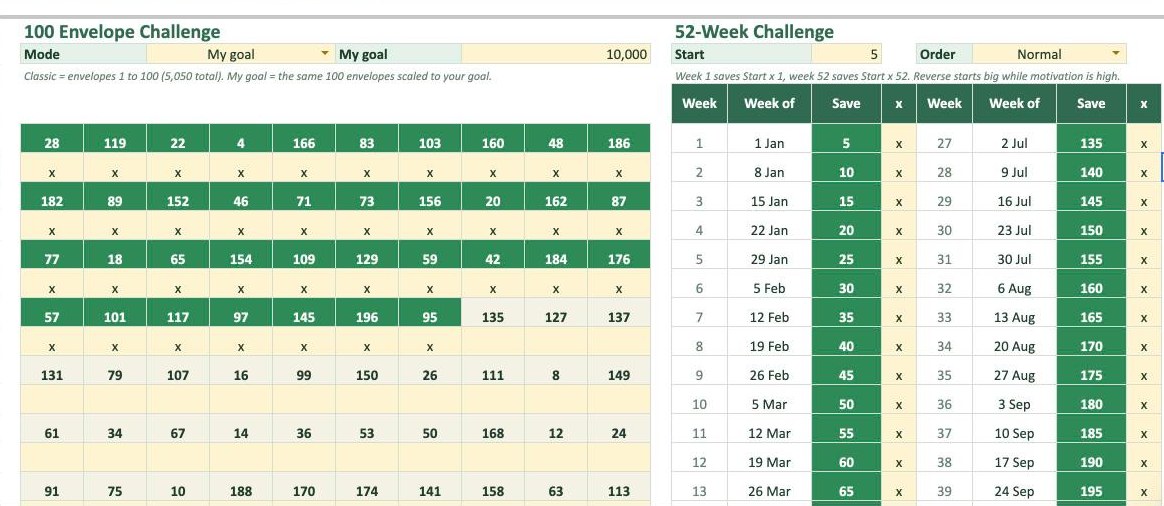 100 Envelope Challenge
Mode My goal My goal 10,000
Classic = envelopes 1 to 100 (5,050 total). My goal = the same 100 envelopes scaled to your goal.
28 119 22 4 166 83 103 160 48 186
x x x x x x x x x x
182 89 152 46 71 73 156 20 162 87
x x x x x x x x x x
77 18 65 154 109 129 59 42 184 176
x x x x x x x x x x
57 101 117 97 145 196 95 135 127 137
x x x x x x x
131 79 107 16 99 150 26 111 8 149
61 34 67 14 36 53 50 168 12 24
91 75 10 188 170 174 141 158 63 113
52-Week Challenge
Start 5 Order Normal
Week 1 saves Start x 1, week 52 saves Start x 52. Reverse starts big while motivation is high.
Week Week of Save x Week Week of Save x
1 1 Jan 5 x 27 2 Jul 135 x
2 8 Jan 10 x 28 9 Jul 140 x
3 15 Jan 15 x 29 16 Jul 145 x
4 22 Jan 20 x 30 23 Jul 150 x
5 29 Jan 25 x 31 30 Jul 155 x
6 5 Feb 30 x 32 6 Aug 160 x
7 12 Feb 35 x 33 13 Aug 165 x
8 19 Feb 40 x 34 20 Aug 170 x
9 26 Feb 45 x 35 27 Aug 175 x
10 5 Mar 50 x 36 3 Sep 180 x
11 12 Mar 55 x 37 10 Sep 185 x
12 19 Mar 60 x 38 17 Sep 190 x
13 26 Mar 65 x 39 24 Sep 195 x